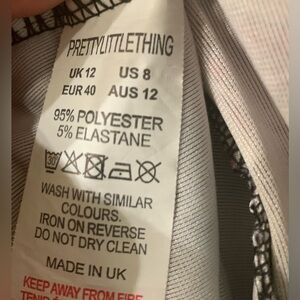 PRETTYLITTLETHING
UK 12 US 8
EUR 40 AUS 12
95% POLYESTER
5% ELASTANE
30°
WASH WITH SIMILAR
COLOURS.
IRON ON REVERSE
DO NOT DRY CLEAN
MADE IN UK
KEEP AWAY FROM FIRE